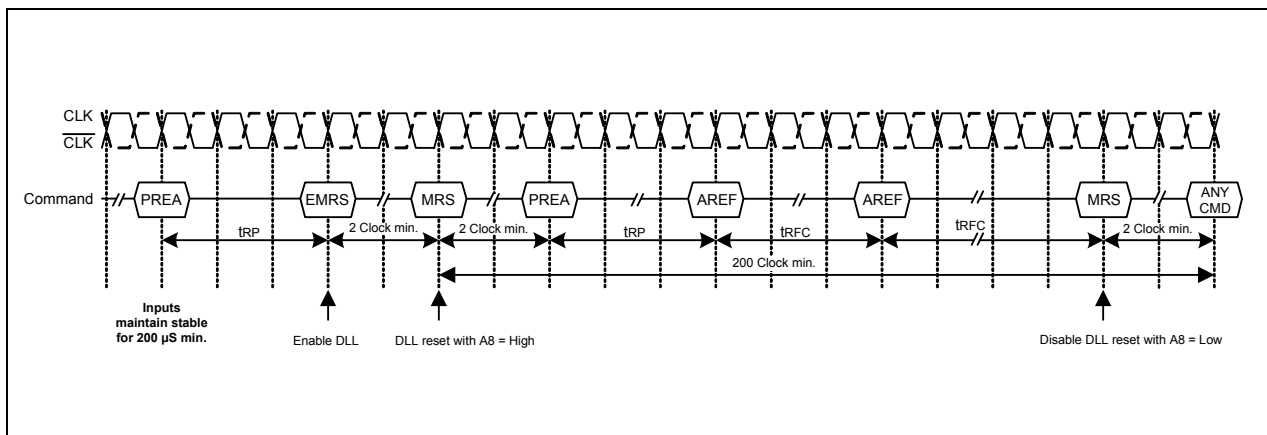 CLK
CLK
Command
PREA
EMRS
MRS
PREA
AREF
AREF
MRS
ANY
CMD
tRP
2 Clock min.
2 Clock min.
tRP
tRFC
tRFC
2 Clock min.
200 Clock min.
Inputs
maintain stable
for 200 µS min.
Enable DLL
DLL reset with A8 = High
Disable DLL reset with A8 = Low